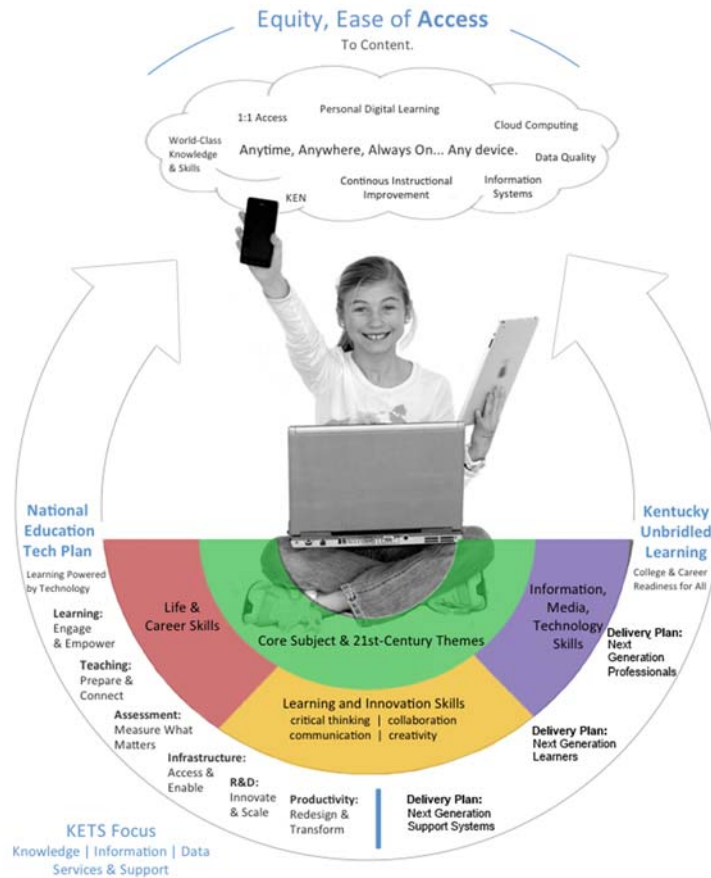 Equity, Ease of Access
To Content.
1:1 Access
Personal Digital Learning
Cloud Computing
World-Class
Knowledge
& Skills
Anytime, Anywhere, Always On... Any device.
Data Quality
KEN
Continous Instructional
Improvement
Information
Systems
National
Education
Tech Plan
Learning Powered
by Technology
Kentucky
Unbridled
Learning
College & Career
Readiness for All
Life &
Career Skills
Core Subject & 21st-Century Themes
Information,
Media,
Technology
Skills
Learning and Innovation Skills
critical thinking | collaboration
communication | creativity
Learning:
Engage
& Empower
Teaching:
Prepare &
Connect
Assessment:
Measure What
Matters
Infrastructure:
Access &
Enable
R&D:
Innovate
& Scale
Productivity:
Redesign &
Transform
Delivery Plan:
Next Generation
Support Systems
Delivery Plan:
Next Generation
Learners
Delivery Plan:
Next
Generation
Professionals
KETS Focus
Knowledge | Information | Data
Services & Support